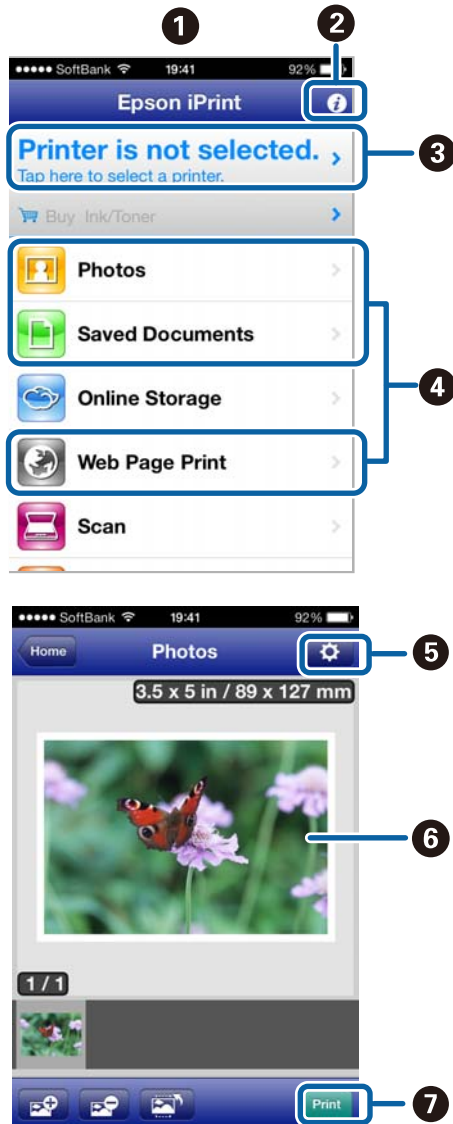 1
2
SoftBank 19:41 92%
Epson iPrint
i
Printer is not selected.
Tap here to select a printer.
3
Buy Ink/Toner
Photos
Saved Documents
4
Online Storage
Web Page Print
Scan
SoftBank 19:41 92%
Home Photos
5
3.5 x 5 in / 89 x 127 mm
6
1 / 1
Print
7